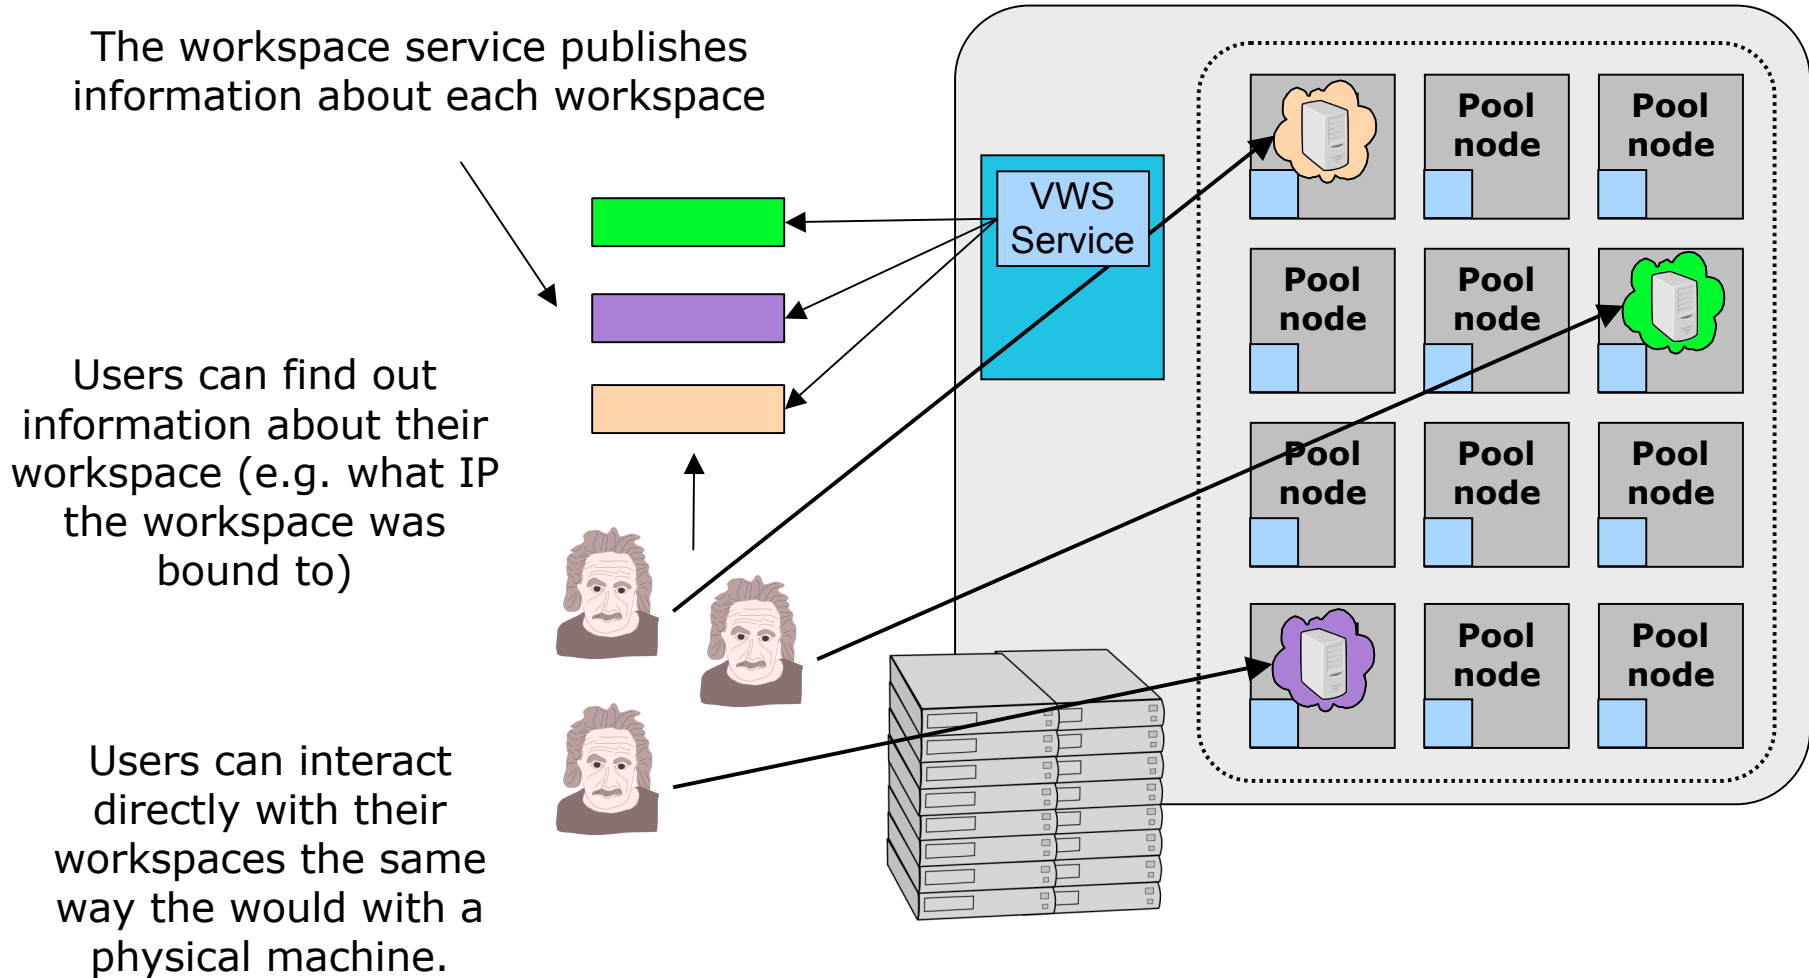 The workspace service publishes
information about each workspace
Users can find out
information about their
workspace (e.g. what IP
the workspace was
bound to)
Users can interact
directly with their
workspaces the same
way the would with a
physical machine.
VWS
Service
Pool
node
Pool
node
Pool
node
Pool
node
Pool
node
Pool
node
Pool
node
Pool
node
Pool
node